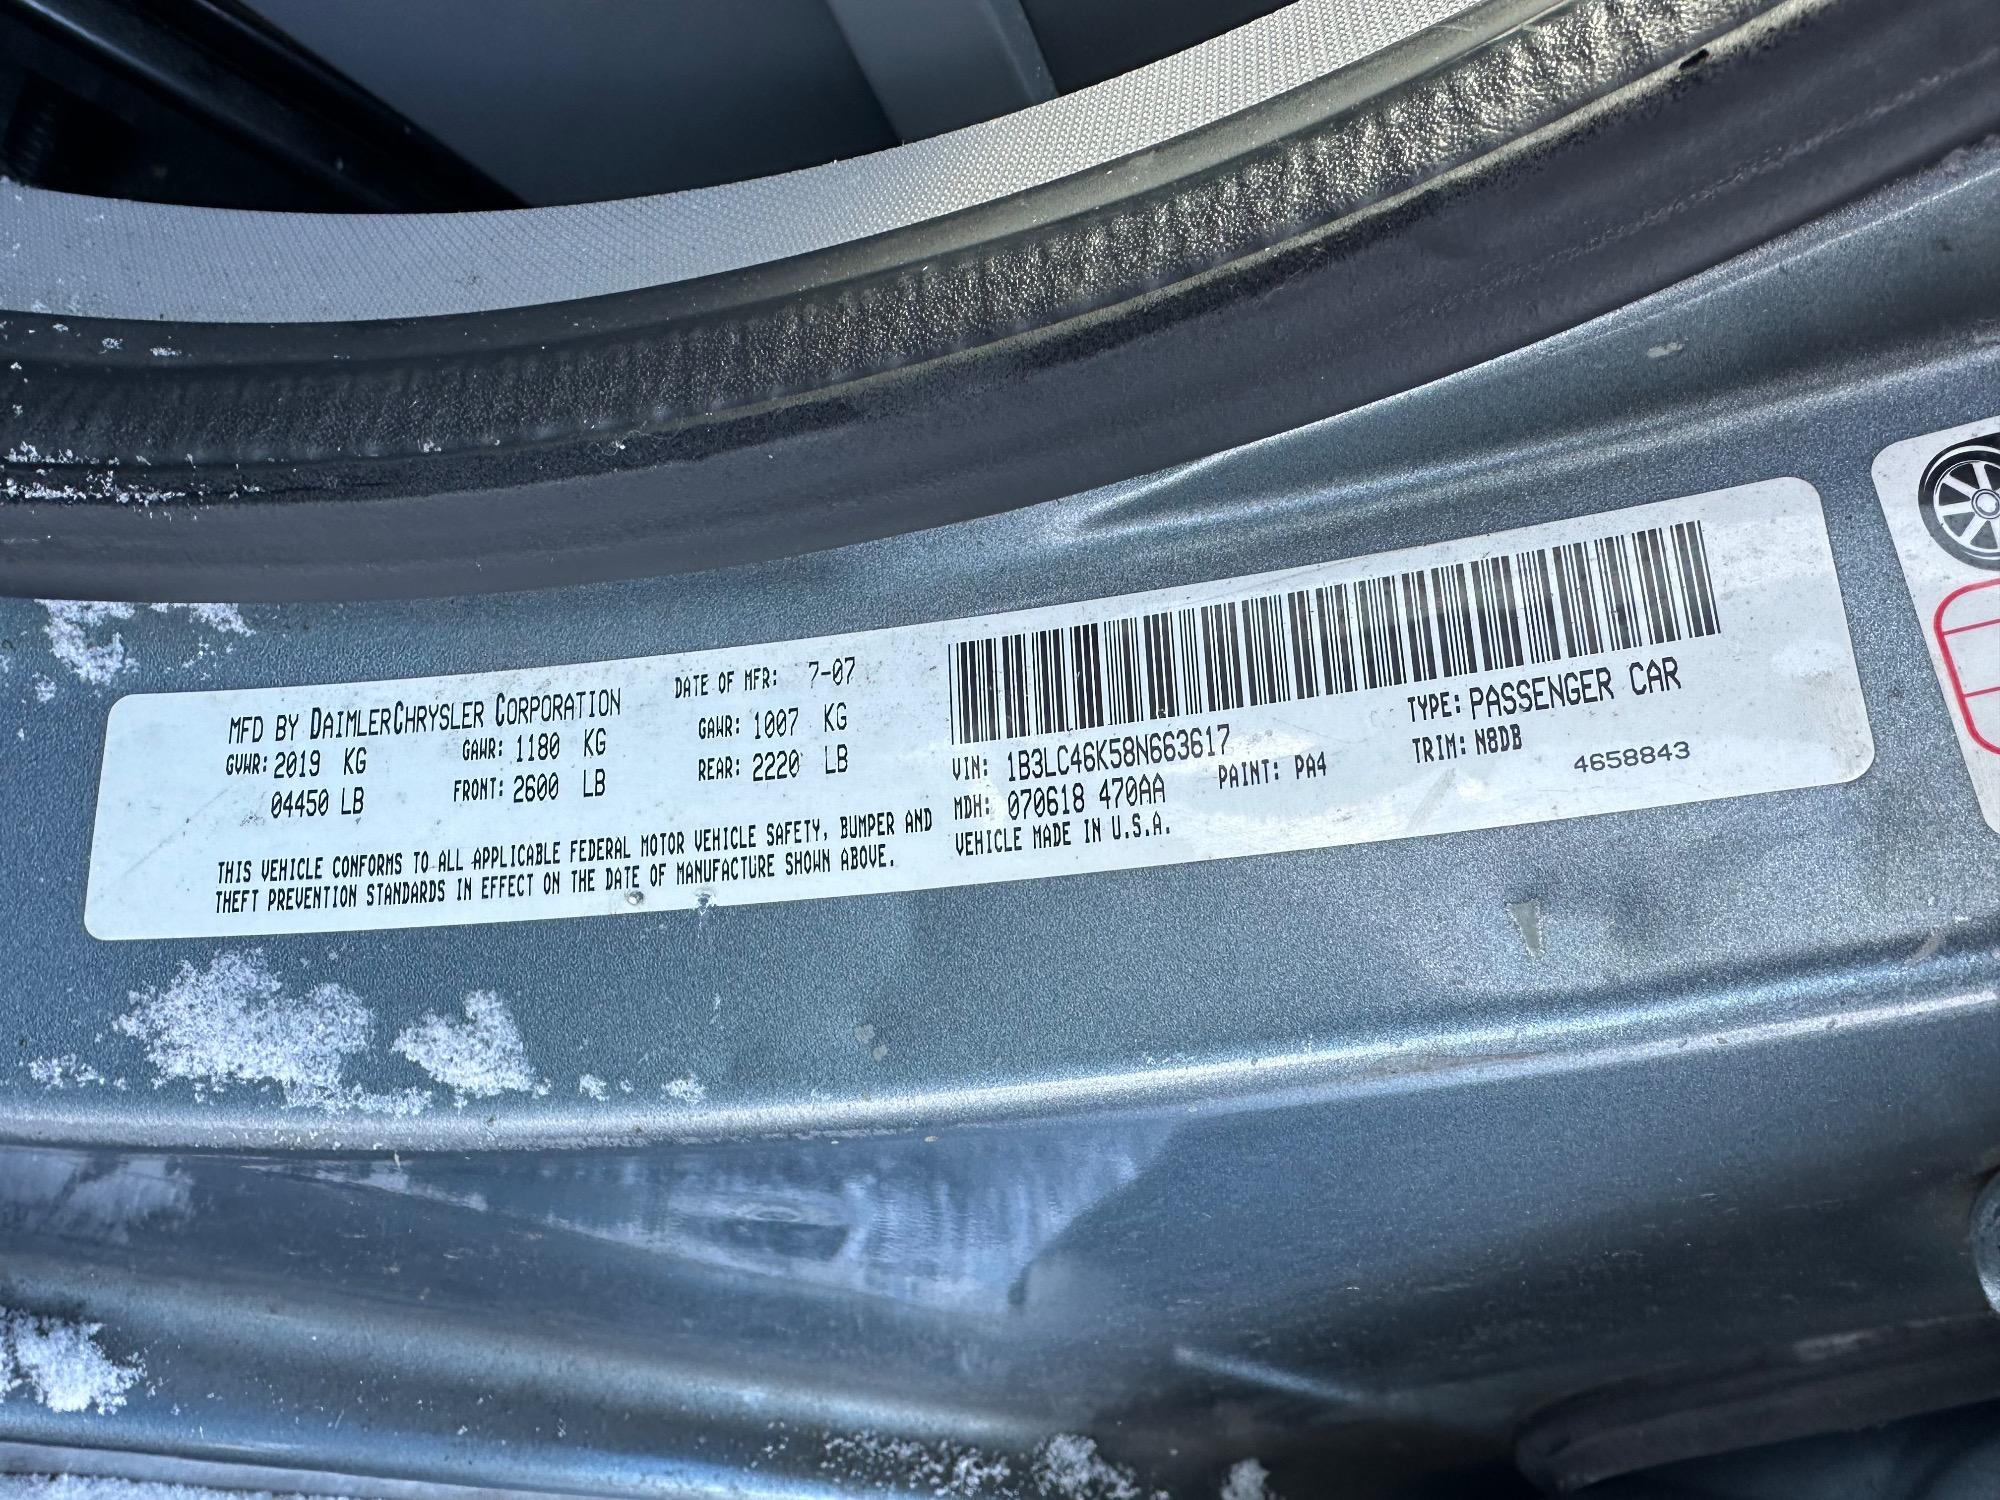 MFD BY DAIMLERCHRYSLER CORPORATION
DATE OF MFR: 7-07
GVWR: 2019 KG
04450 LB
GAWR: 1180 KG
FRONT: 2600 LB
GAWR: 1007 KG
REAR: 2220 LB
THIS VEHICLE CONFORMS TO ALL APPLICABLE FEDERAL MOTOR VEHICLE SAFETY, BUMPER AND
THEFT PREVENTION STANDARDS IN EFFECT ON THE DATE OF MANUFACTURE SHOWN ABOVE.
VIN: 1B3LC46K58N663617
TYPE: PASSENGER CAR
MDH: 070618 470AA
PAINT: PA4
TRIM: N8DB
VEHICLE MADE IN U.S.A.
4658843